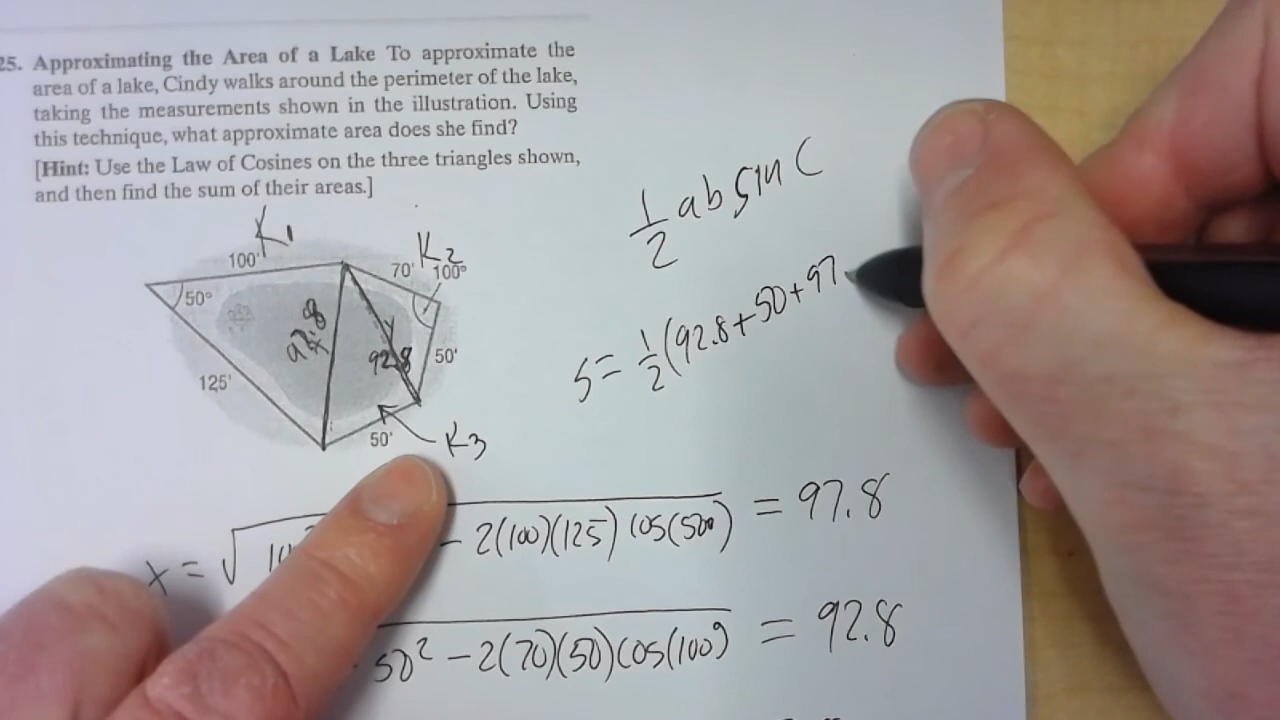 25. Approximating the Area of a Lake To approximate the
area of a lake, Cindy walks around the perimeter of the lake,
taking the measurements shown in the illustration. Using
this technique, what approximate area does she find?
[Hint: Use the Law of Cosines on the three triangles shown,
and then find the sum of their areas.]
K1
100'
K2
70'
100°
50°
97.8
x
y
92.8
50'
125'
50'
K3
1/2 ab sin C
s = 1/2(92.8+50+97.
x = √ - 2(100)(125) cos(50°) = 97.8
50² - 2(70)(50)cos(100°) = 92.8